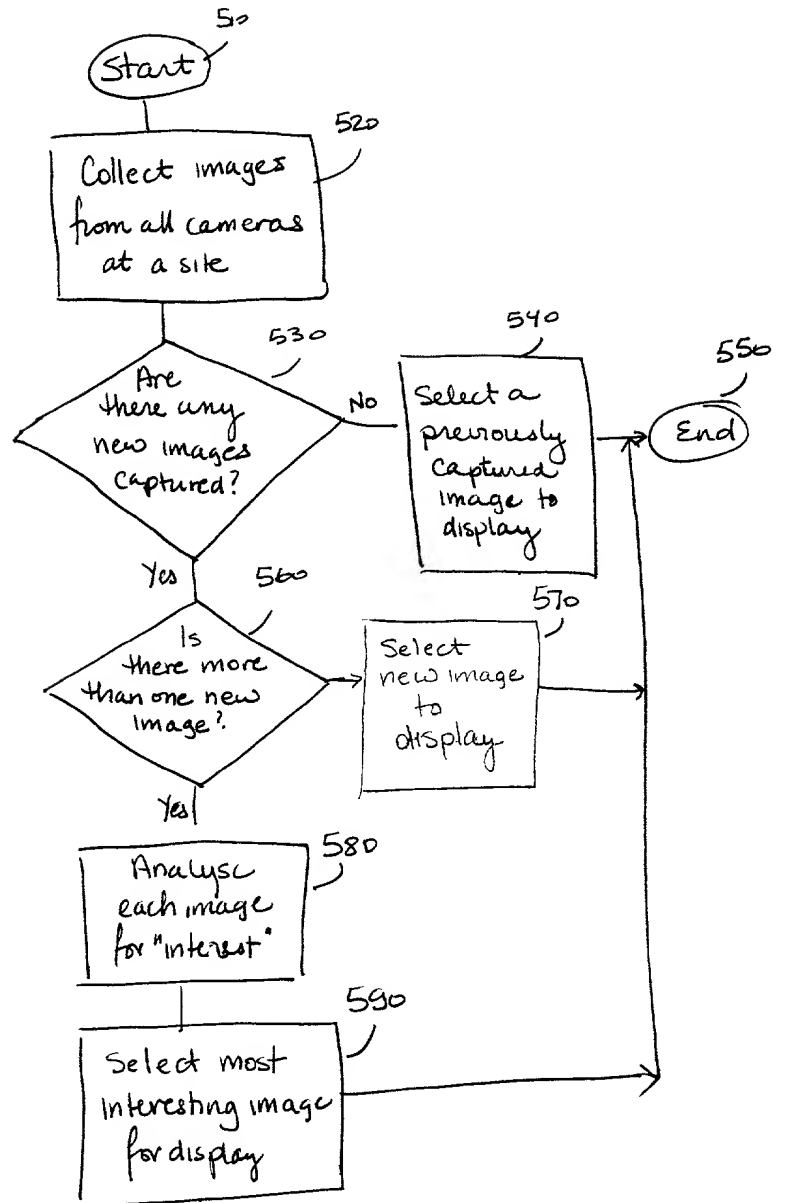 510
Start
520
Collect images
from all cameras
at a site
530
Are
there any
new images
captured?
No
540
Select a
previously
captured
image to
display
550
End
Yes
560
Is
there more
than one new
image?
570
Select
new image
to
display
Yes
580
Analyse
each image
for "interest"
590
Select most
interesting image
for display